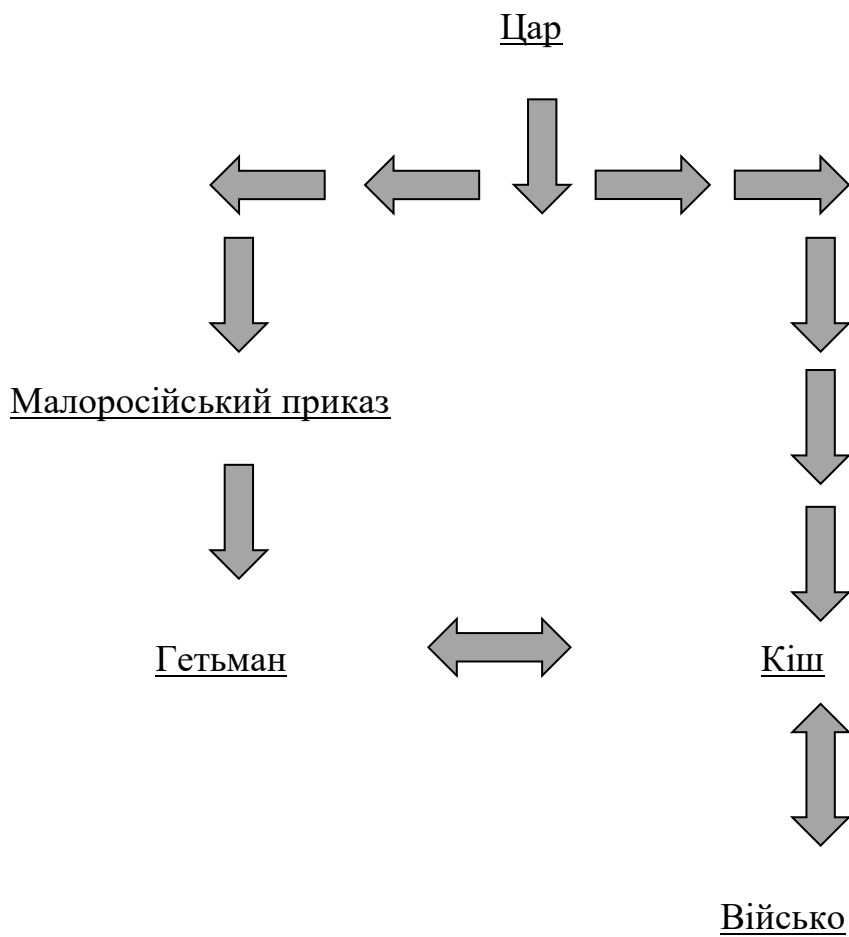 Цар
Малоросійський приказ
Гетьман
Кіш
Військо